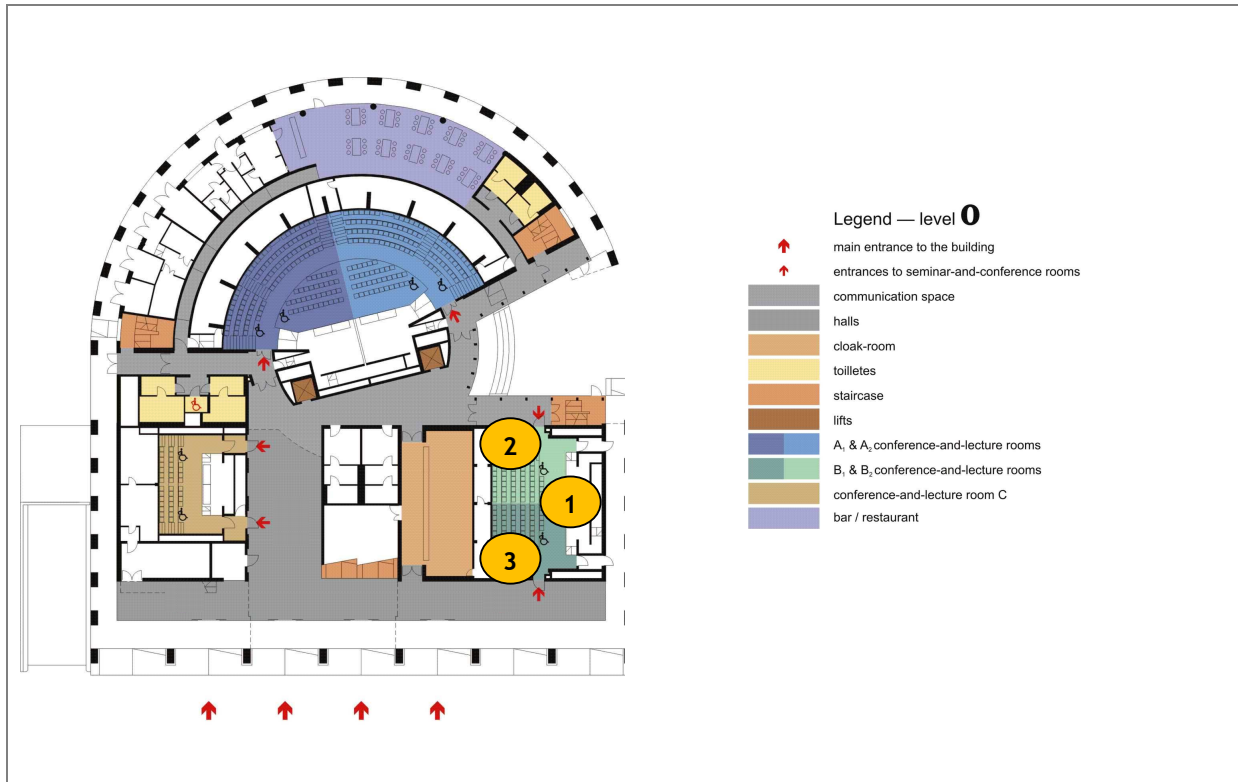 Legend — level 0
main entrance to the building
entrances to seminar-and-conference rooms
communication space
halls
cloak-room
toilletes
staircase
lifts
A₁ & A₂ conference-and-lecture rooms
B₁ & B₂ conference-and-lecture rooms
conference-and-lecture room C
bar / restaurant
2
1
3